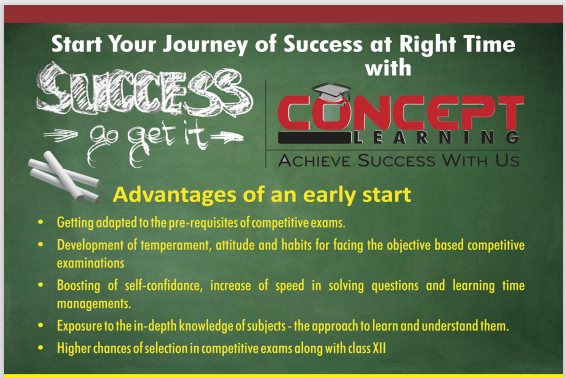 Start Your Journey of Success at Right Time
with
SUCCESS
go get it
CONCEPT
LEARNING
ACHIEVE SUCCESS WITH US
Advantages of an early start
• Getting adapted to the pre-requisites of competitive exams.
• Development of temperament, attitude and habits for facing the objective based competitive
examinations
• Boosting of self-confidance, increase of speed in solving questions and learning time
managements.
• Exposure to the in-depth knowledge of subjects - the approach to learn and understand them.
• Higher chances of selection in competitive exams along with class XII